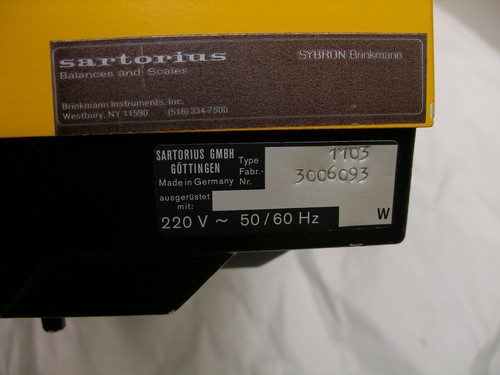 sartorius
SYBRON Brinkmann
Balances and Scales
Brinkmann Instruments, Inc.
Westbury, NY 11590 (516) 334-7500
SARTORIUS GMBH
GÖTTINGEN
Made in Germany
Type 1103
Fabr.- Nr. 3006093
ausgerüstet
mit:
220 V ~ 50/60 Hz
W